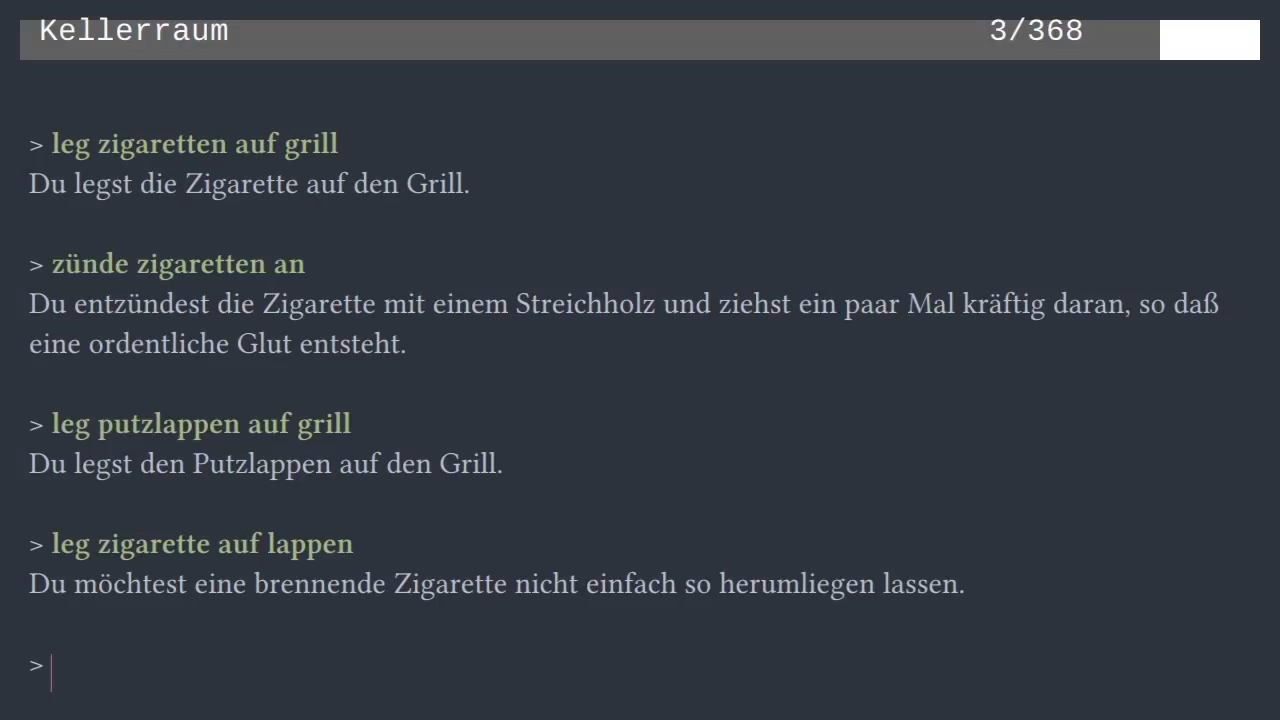 Kellerraum 3/368
> leg zigaretten auf grill
Du legst die Zigarette auf den Grill.
> zünde zigaretten an
Du entzündest die Zigarette mit einem Streichholz und ziehst ein paar Mal kräftig daran, so daß
eine ordentliche Glut entsteht.
> leg putzlappen auf grill
Du legst den Putzlappen auf den Grill.
> leg zigarette auf lappen
Du möchtest eine brennende Zigarette nicht einfach so herumliegen lassen.
>